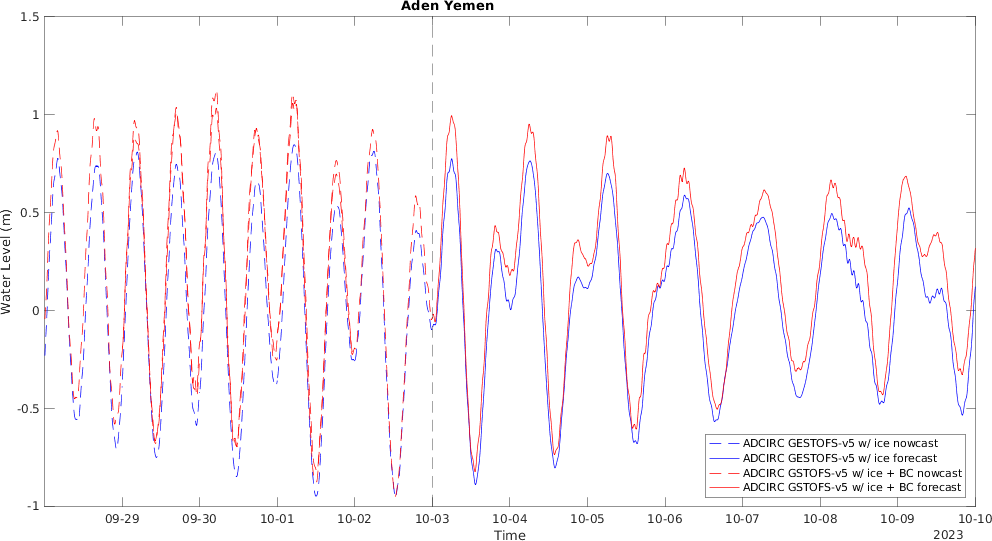 Aden Yemen
1.5
1
0.5
0
-0.5
-1
Water Level (m)
09-29 09-30 10-01 10-02 10-03 10-04 10-05 10-06 10-07 10-08 10-09 10-10
Time
2023
ADCIRC GESTOFS-v5 w/ ice nowcast
ADCIRC GESTOFS-v5 w/ ice forecast
ADCIRC GSTOFS-v5 w/ ice + BC nowcast
ADCIRC GSTOFS-v5 w/ ice + BC forecast